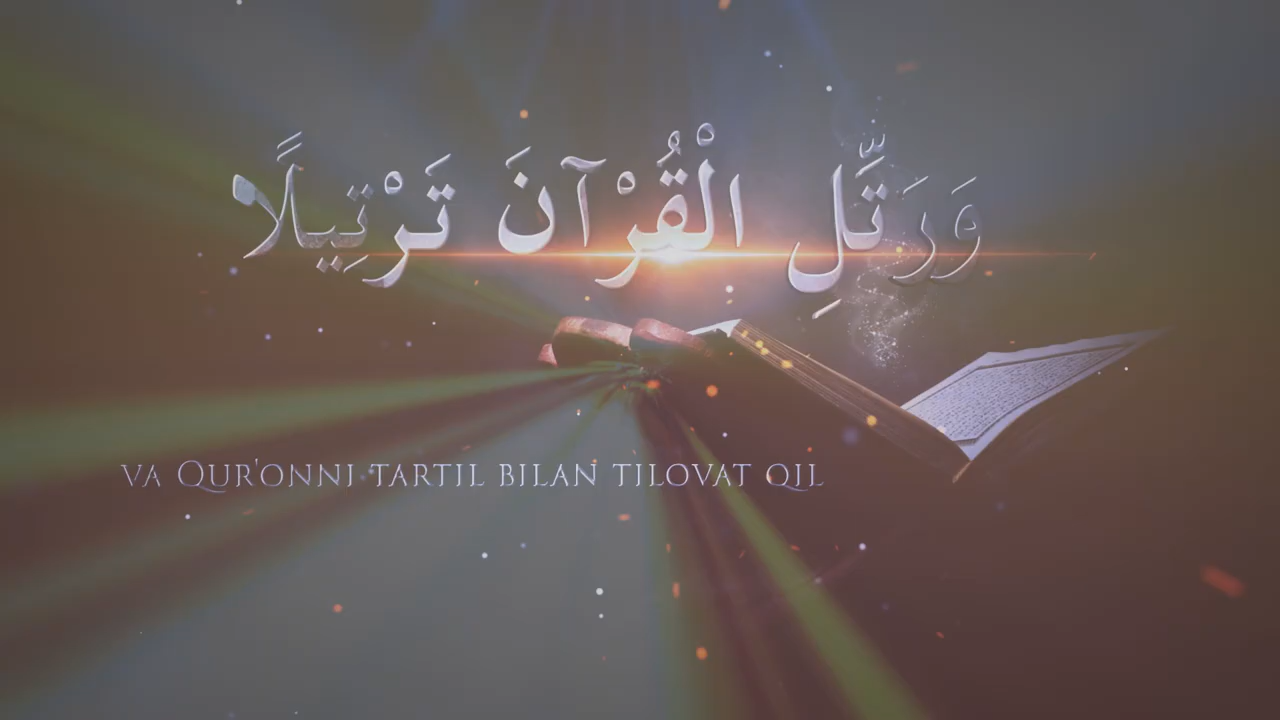 وَرَتِّلِ الْقُرْآنَ تَرْتِيلًا
va Qur'onni tartil bilan tilovat qil